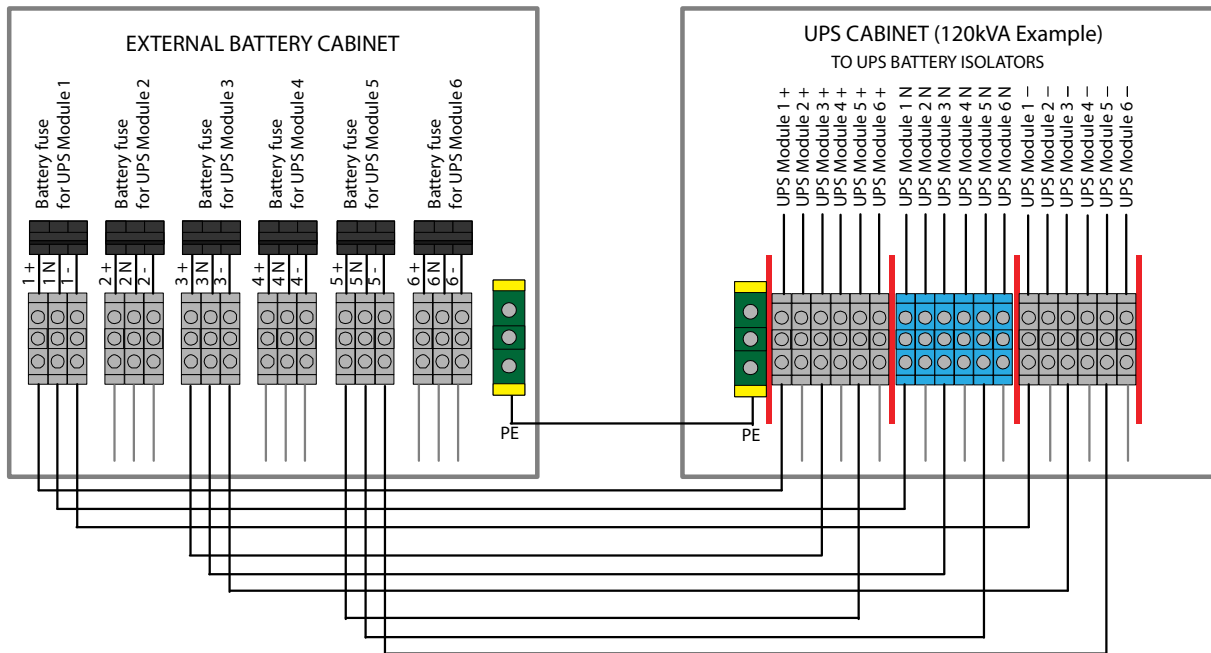 EXTERNAL BATTERY CABINET
Battery fuse
for UPS Module 1
Battery fuse
for UPS Module 2
Battery fuse
for UPS Module 3
Battery fuse
for UPS Module 4
Battery fuse
for UPS Module 5
Battery fuse
for UPS Module 6
1 +
1 N
1 -
2 +
2 N
2 -
3 +
3 N
3 -
4 +
4 N
4 -
5 +
5 N
5 -
6 +
6 N
6 -
PE
UPS CABINET (120kVA Example)
TO UPS BATTERY ISOLATORS
UPS Module 1 +
UPS Module 2 +
UPS Module 3 +
UPS Module 4 +
UPS Module 5 +
UPS Module 6 +
UPS Module 1 N
UPS Module 2 N
UPS Module 3 N
UPS Module 4 N
UPS Module 5 N
UPS Module 6 N
UPS Module 1 –
UPS Module 2 –
UPS Module 3 –
UPS Module 4 –
UPS Module 5 –
UPS Module 6 –
PE